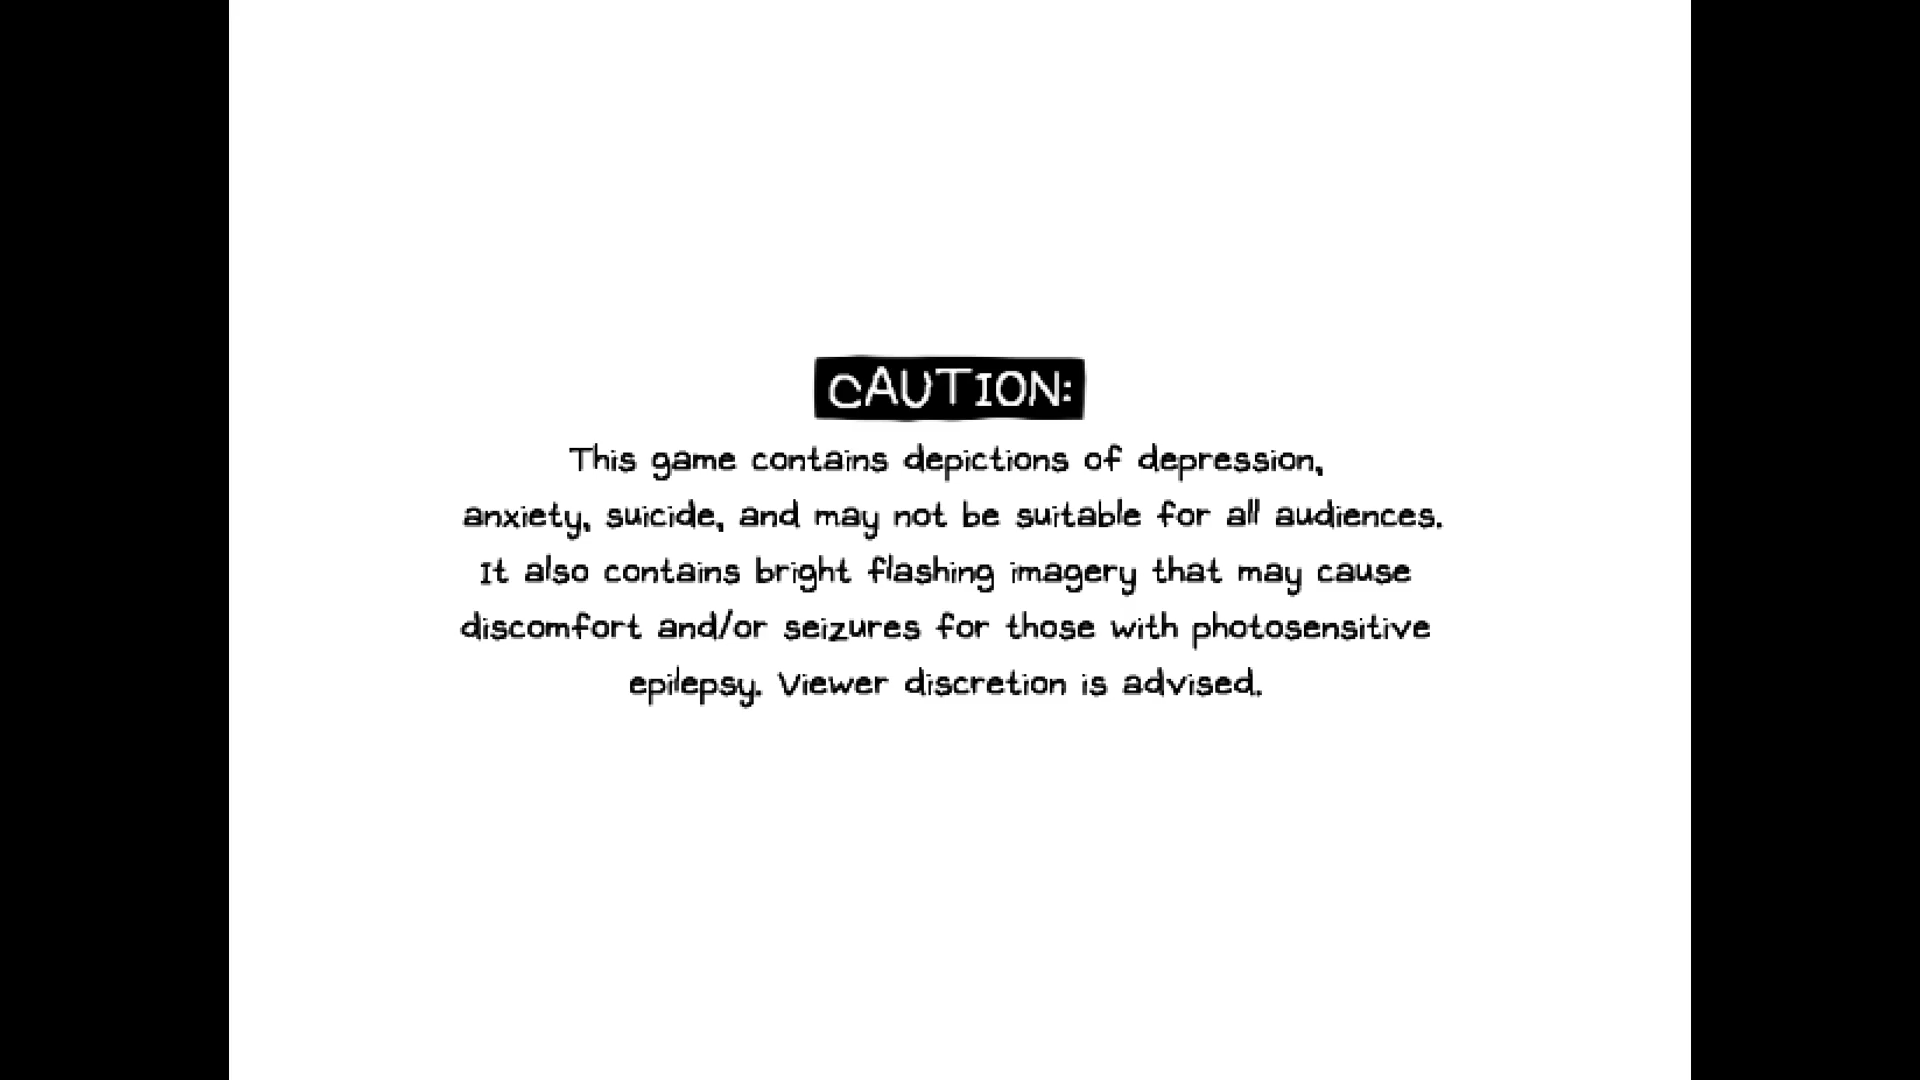 CAUTION:
This game contains depictions of depression,
anxiety, suicide, and may not be suitable for all audiences.
It also contains bright flashing imagery that may cause
discomfort and/or seizures for those with photosensitive
epilepsy. Viewer discretion is advised.